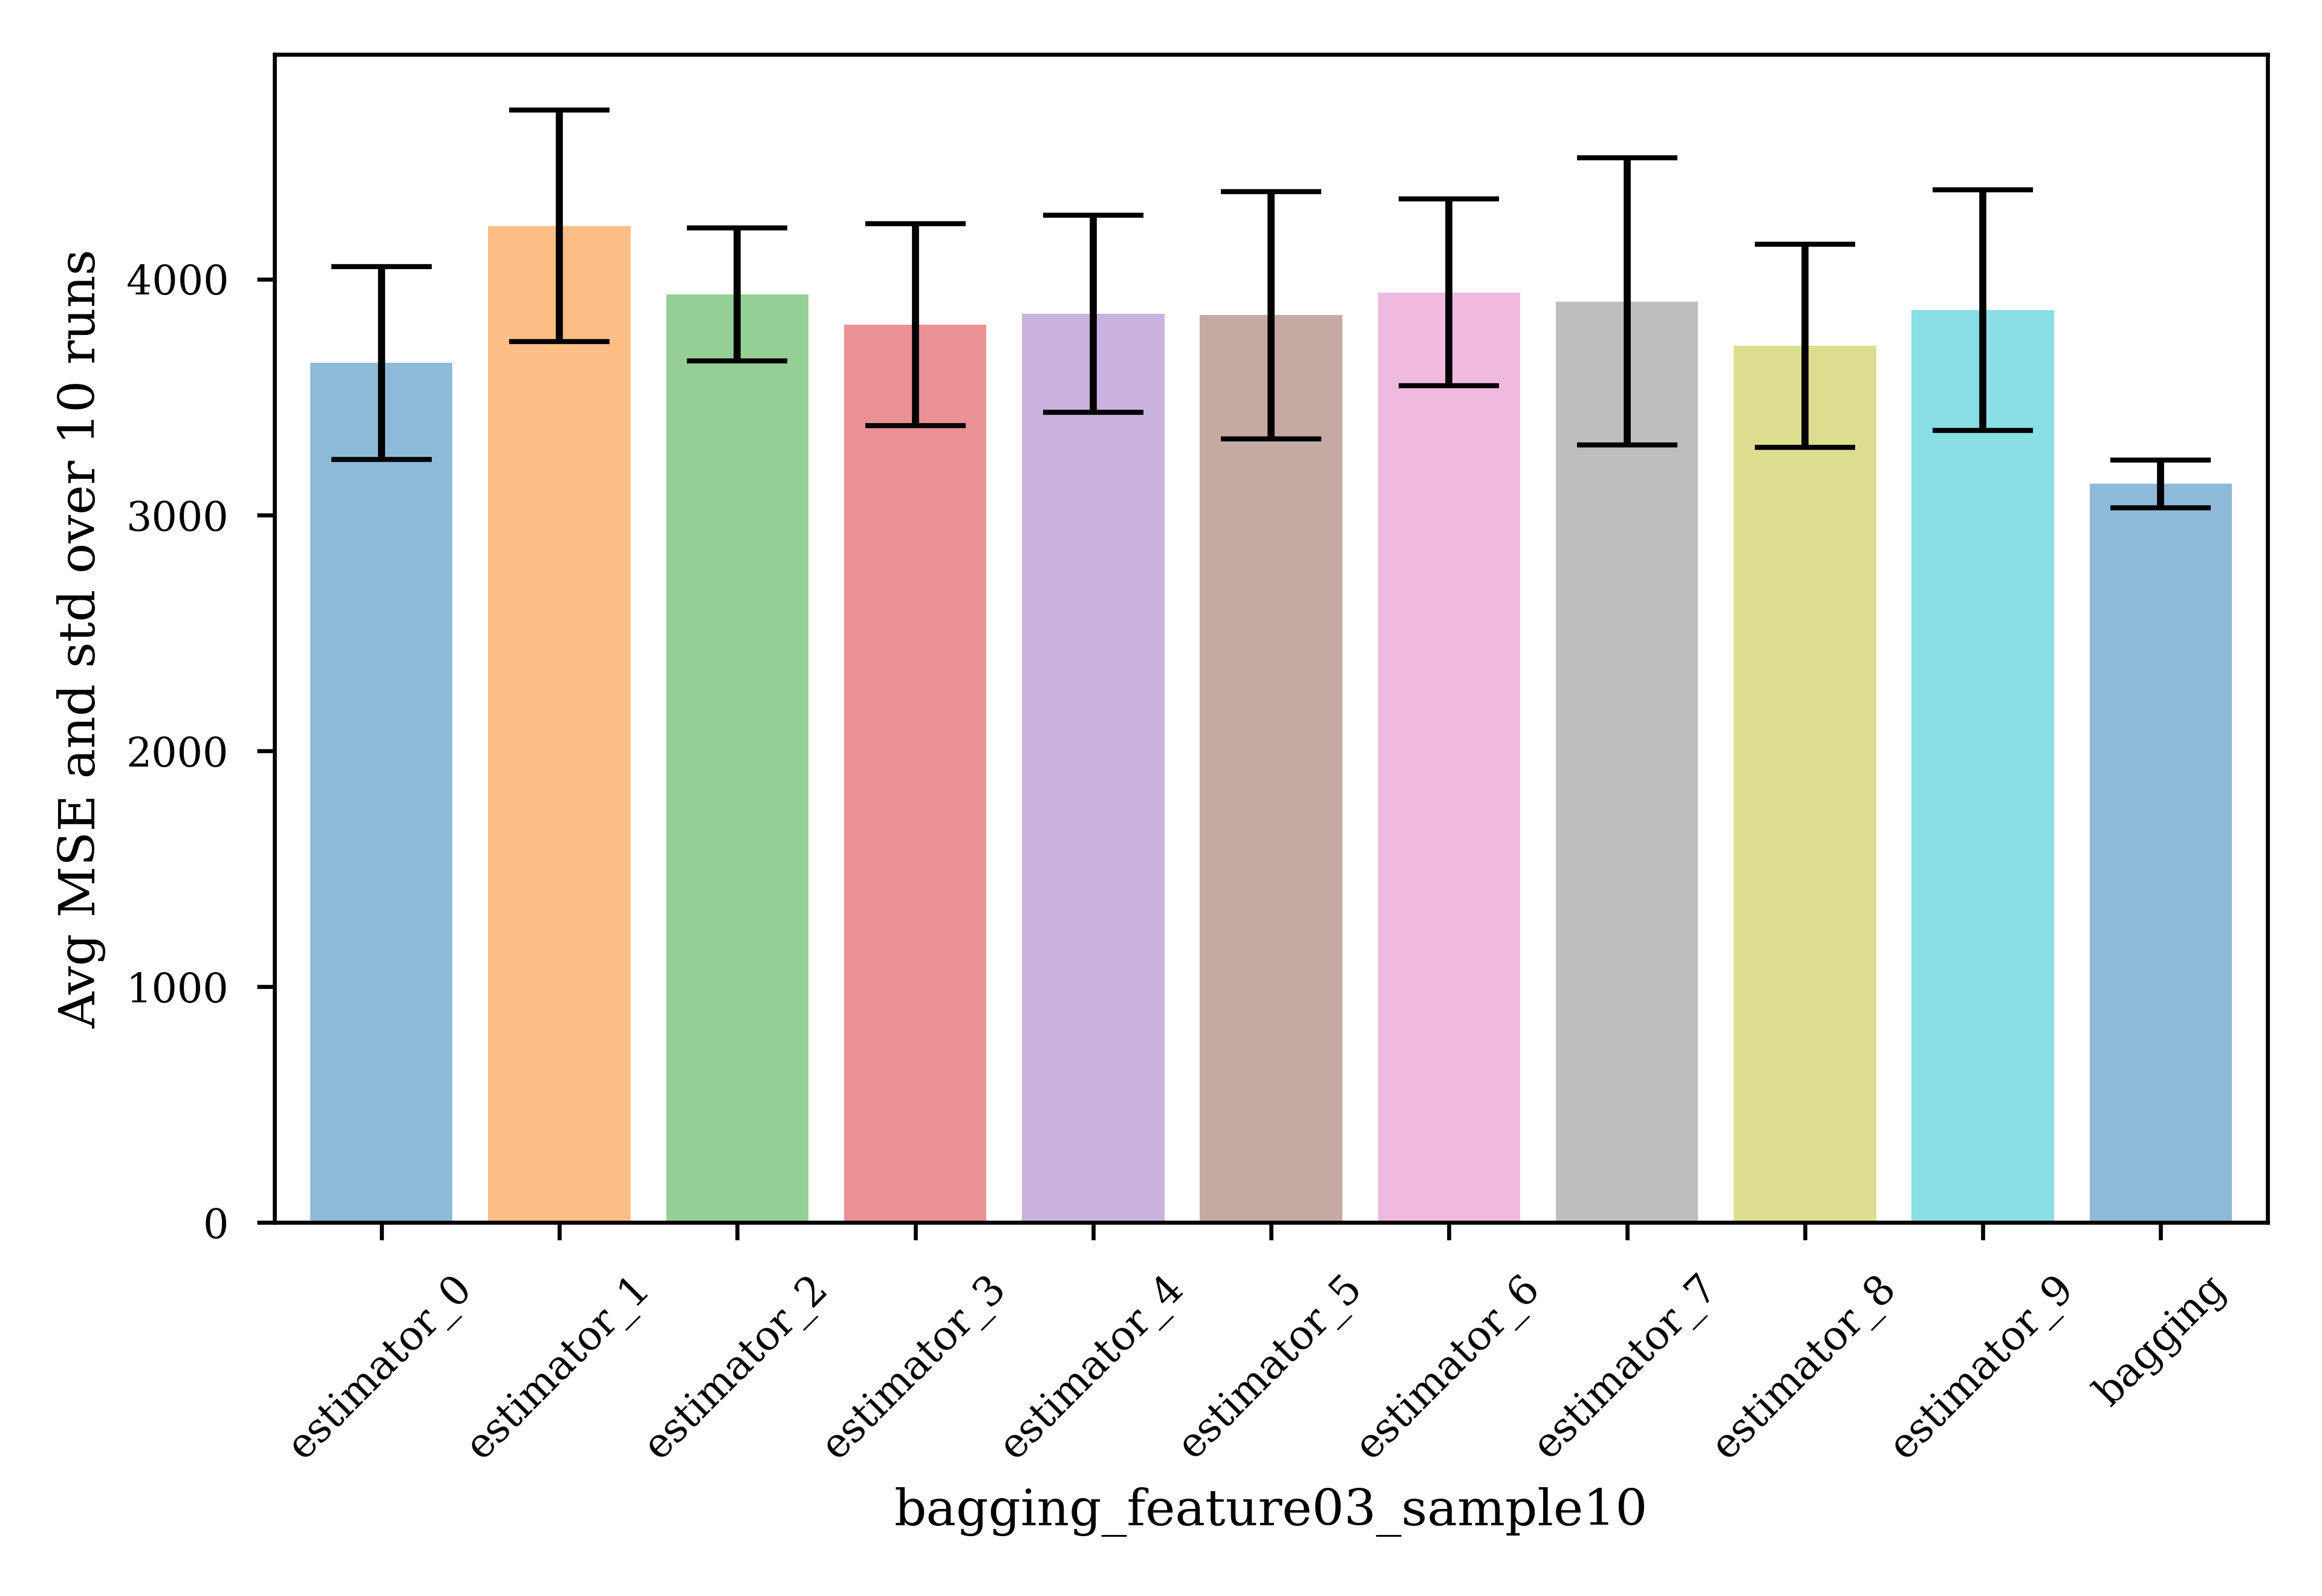 Avg MSE and std over 10 runs
4000
3000
2000
1000
0
estimator_0
estimator_1
estimator_2
estimator_3
estimator_4
estimator_5
estimator_6
estimator_7
estimator_8
estimator_9
bagging
bagging_feature03_sample10